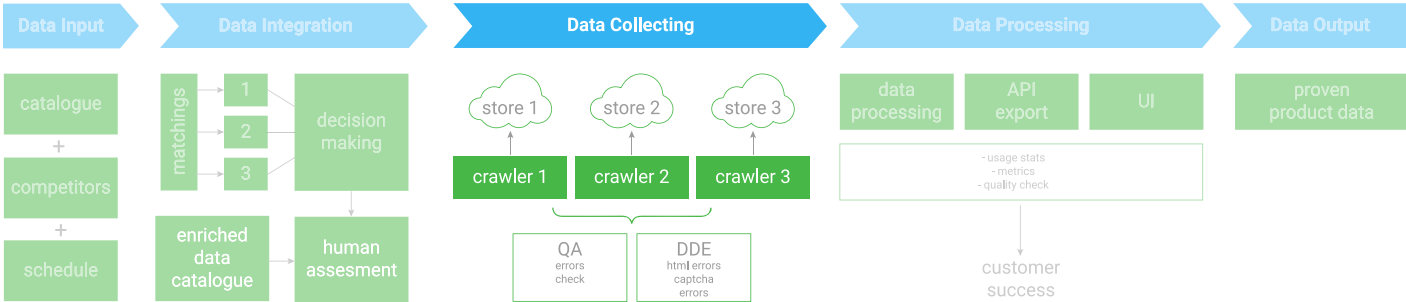 Data Input
Data Integration
Data Collecting
Data Processing
Data Output
catalogue
+
competitors
+
schedule
matchings
1
2
3
decision
making
enriched
data
catalogue
human
assesment
store 1
store 2
store 3
crawler 1
crawler 2
crawler 3
QA
errors
check
DDE
html errors
captcha
errors
data
processing
API
export
UI
- usage stats
- metrics
- quality check
customer
success
proven
product data